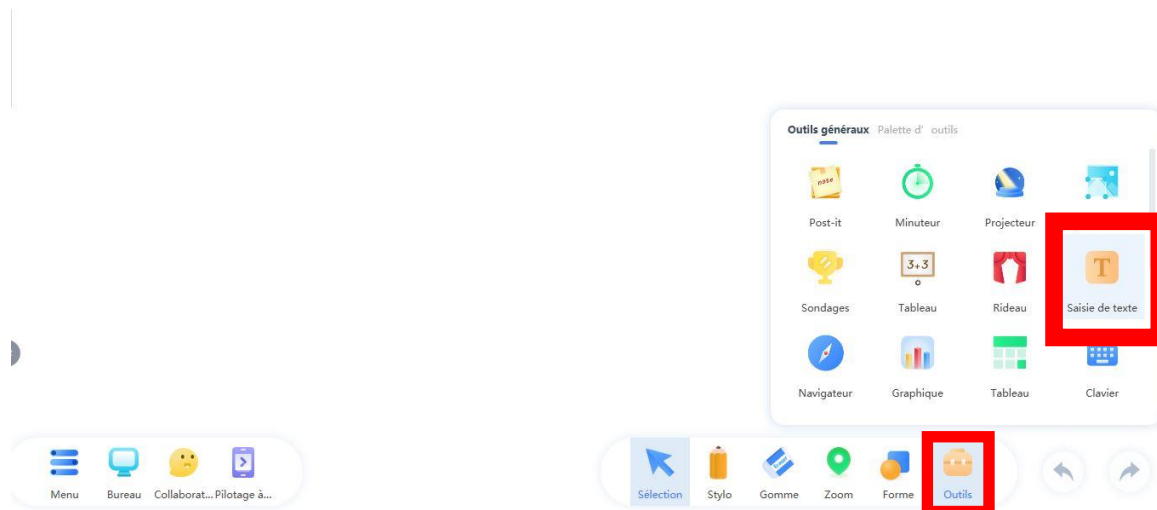 Outils généraux Palette d' outils
note
Post-it Minuteur Projecteur
3+3 T
Sondages Tableau Rideau Saisie de texte
Navigateur Graphique Tableau Clavier
Menu Bureau Collaborat... Pilotage à... Sélection Stylo Gomme Zoom Forme Outils